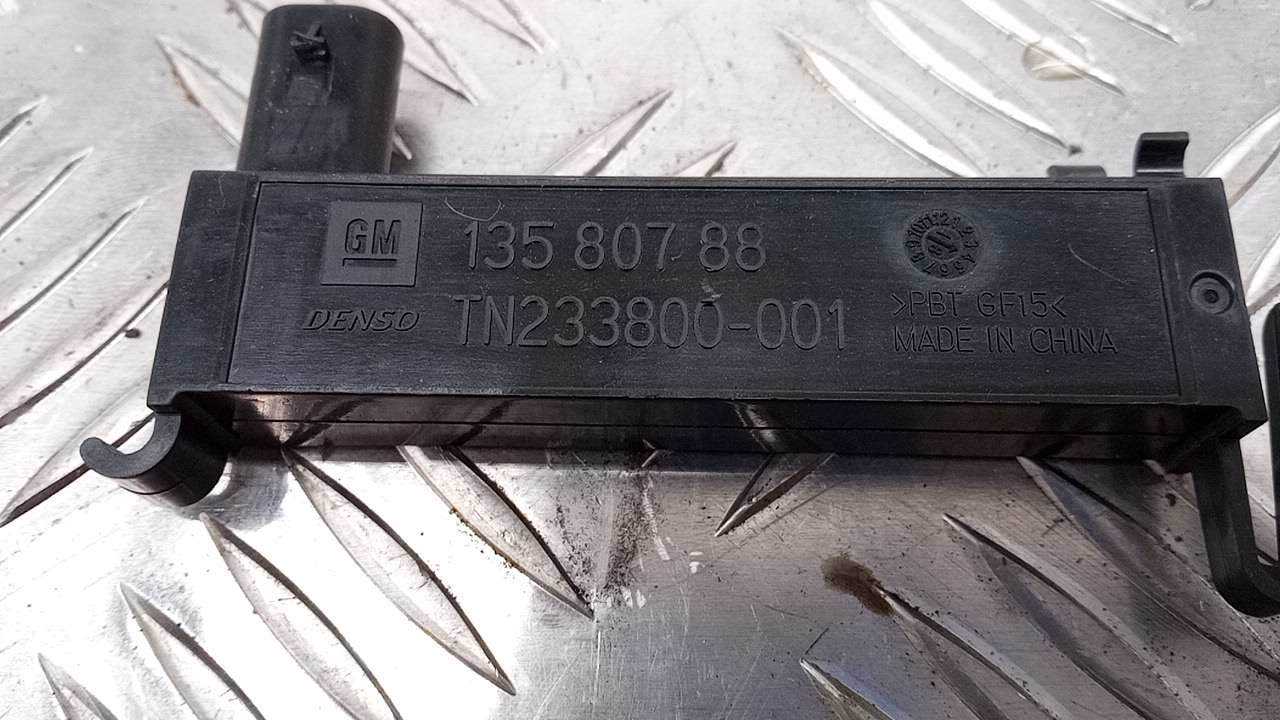 GM 135 807 88
DENSO TN233800-001
>PBT GF15<
MADE IN CHINA